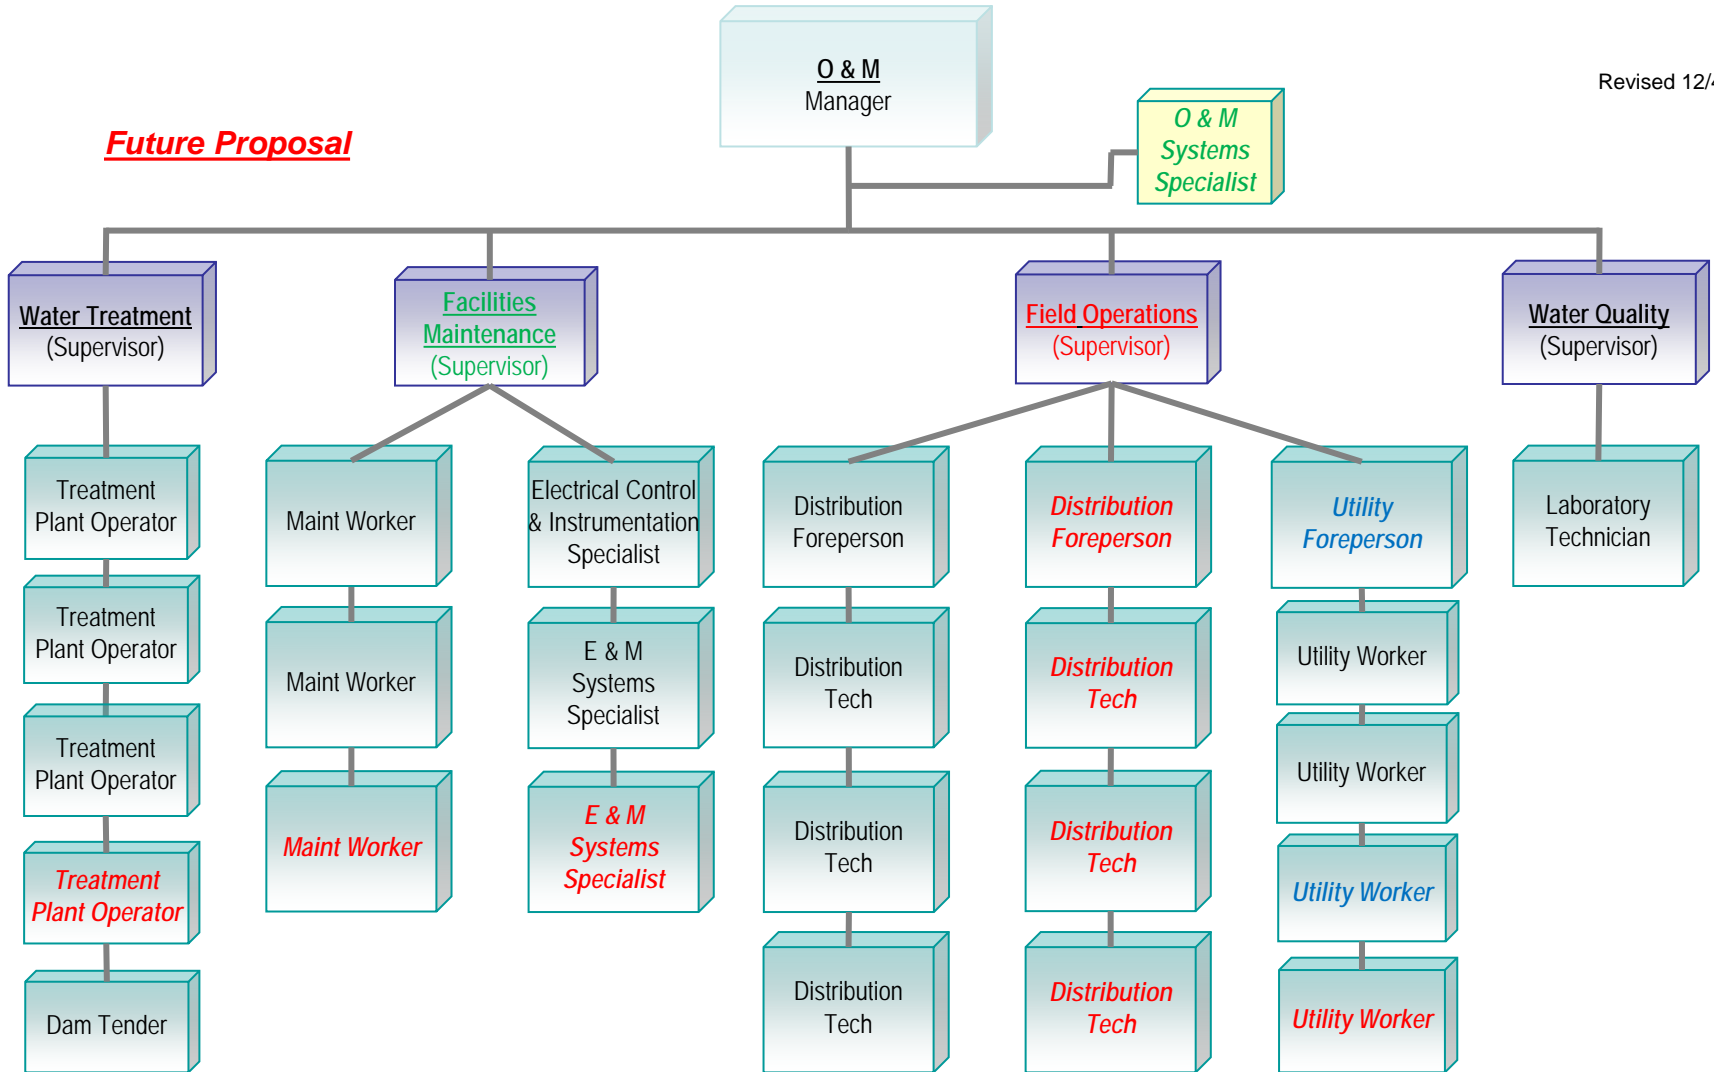 O & M
Manager
Revised 12/4
O & M
Systems
Specialist
Future Proposal
Water Treatment
(Supervisor)
Facilities
Maintenance
(Supervisor)
Field Operations
(Supervisor)
Water Quality
(Supervisor)
Treatment
Plant Operator
Treatment
Plant Operator
Treatment
Plant Operator
Treatment
Plant Operator
Dam Tender
Maint Worker
Maint Worker
Maint Worker
Electrical Control
& Instrumentation
Specialist
E & M
Systems
Specialist
E & M
Systems
Specialist
Distribution
Foreperson
Distribution
Tech
Distribution
Tech
Distribution
Tech
Distribution
Foreperson
Distribution
Tech
Distribution
Tech
Distribution
Tech
Utility
Foreperson
Utility Worker
Utility Worker
Utility Worker
Utility Worker
Laboratory
Technician